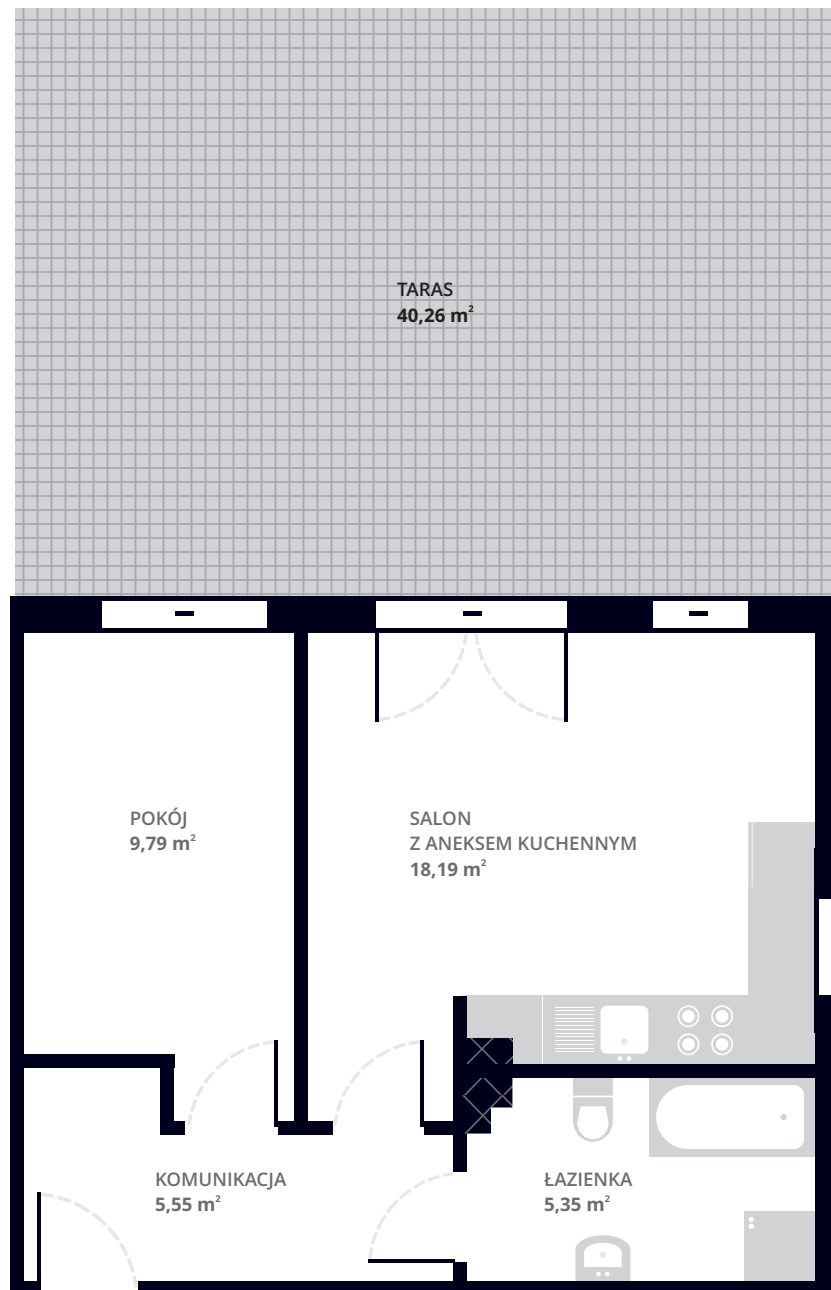 TARAS
40,26 m²
POKÓJ
9,79 m²
SALON
Z ANEKSEM KUCHENNYM
18,19 m²
KOMUNIKACJA
5,55 m²
ŁAZIENKA
5,35 m²